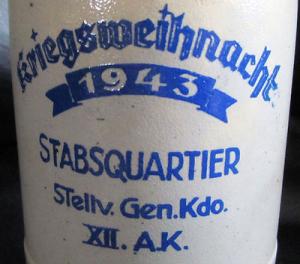 Kriegsweihnacht
1943
STABSQUARTIER
Stellv. Gen.Kdo.
XII. A.K.